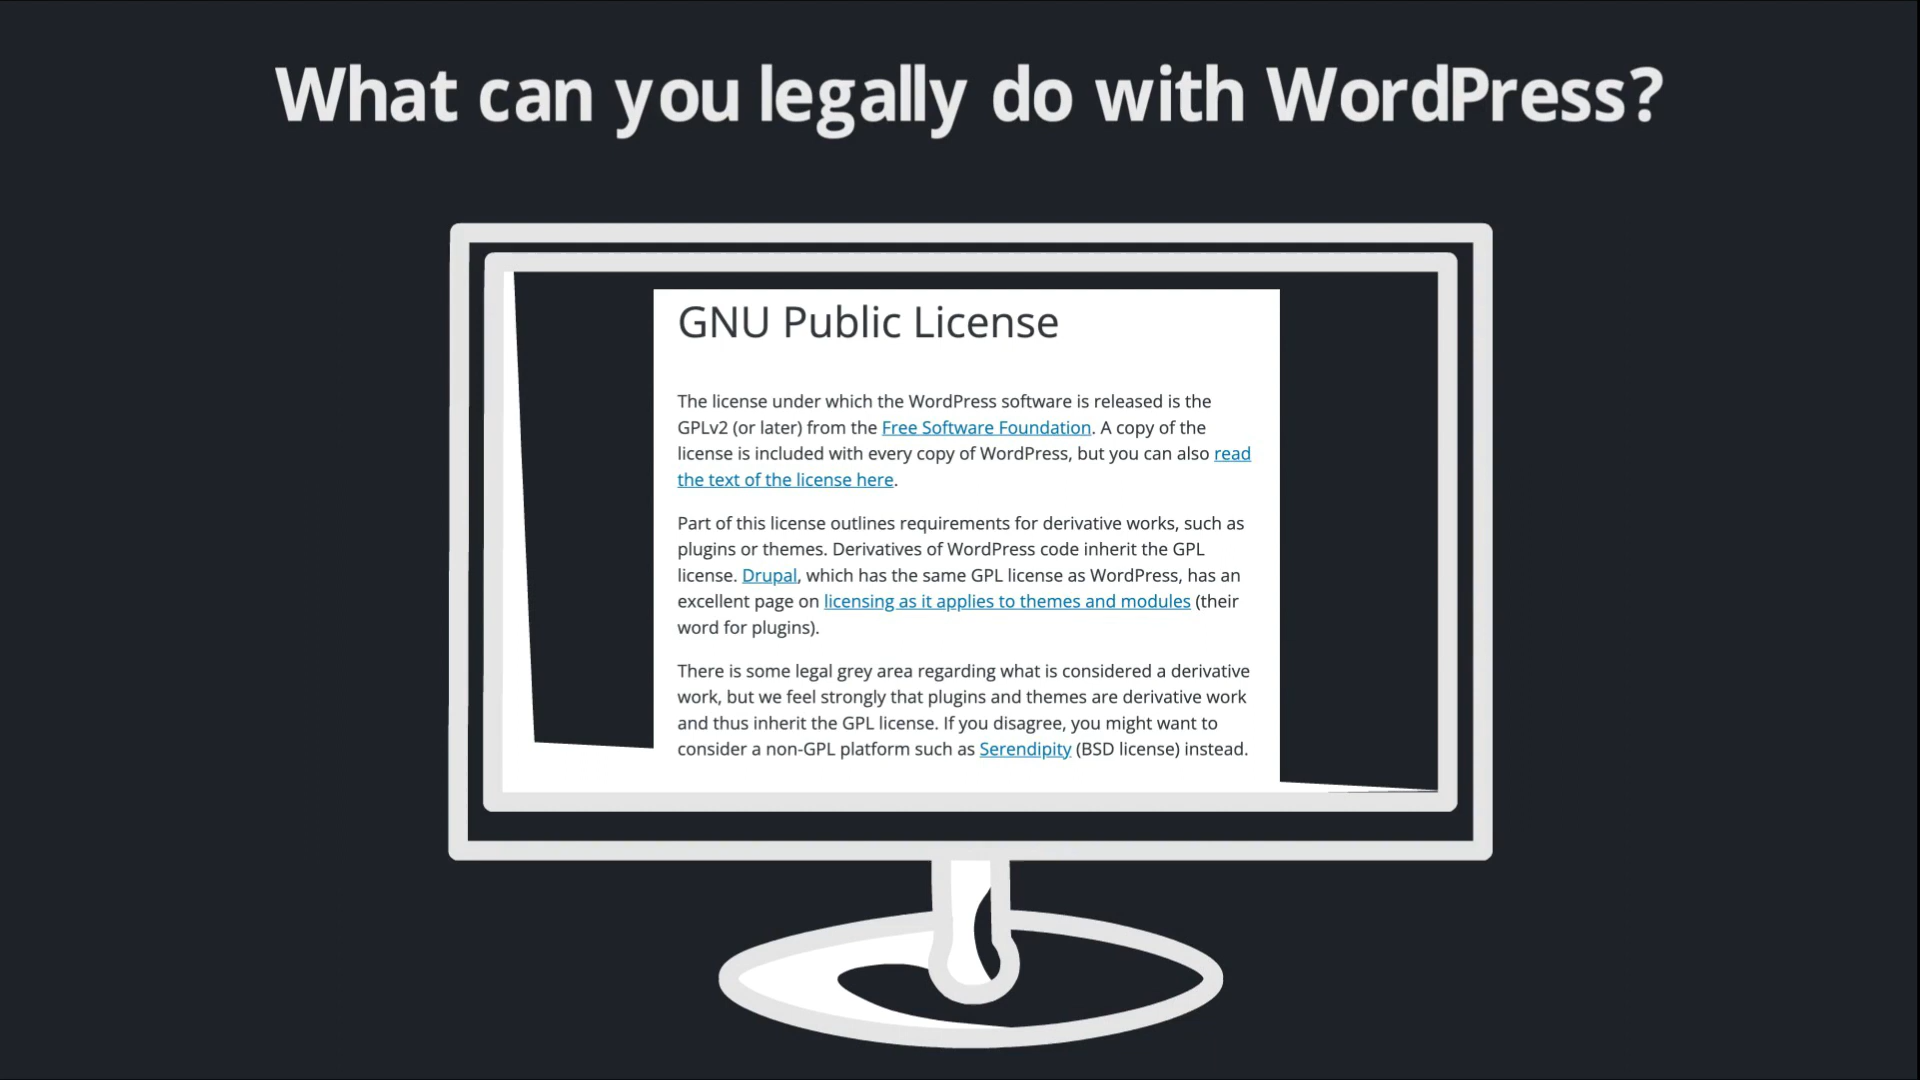 What can you legally do with WordPress?
GNU Public License
The license under which the WordPress software is released is the
GPLv2 (or later) from the Free Software Foundation. A copy of the
license is included with every copy of WordPress, but you can also read
the text of the license here.
Part of this license outlines requirements for derivative works, such as
plugins or themes. Derivatives of WordPress code inherit the GPL
license. Drupal, which has the same GPL license as WordPress, has an
excellent page on licensing as it applies to themes and modules (their
word for plugins).
There is some legal grey area regarding what is considered a derivative
work, but we feel strongly that plugins and themes are derivative work
and thus inherit the GPL license. If you disagree, you might want to
consider a non-GPL platform such as Serendipity (BSD license) instead.